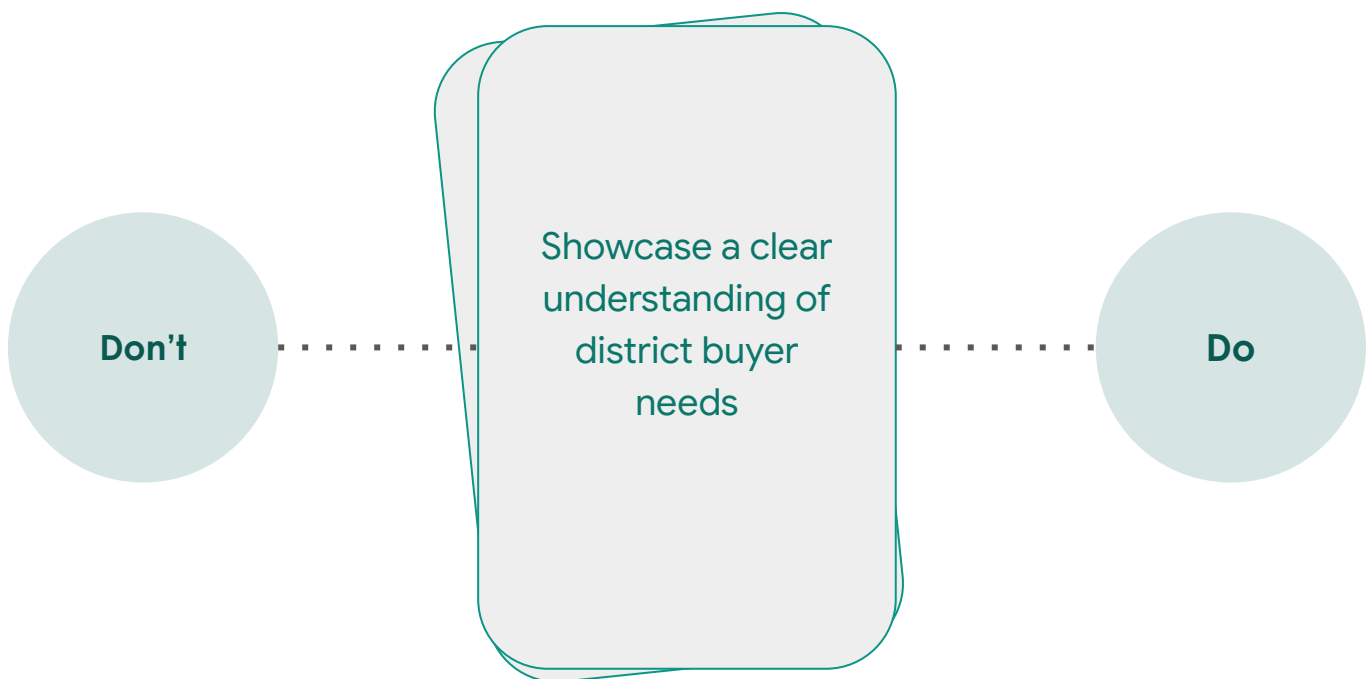 Don't
Showcase a clear
understanding of
district buyer
needs
Do